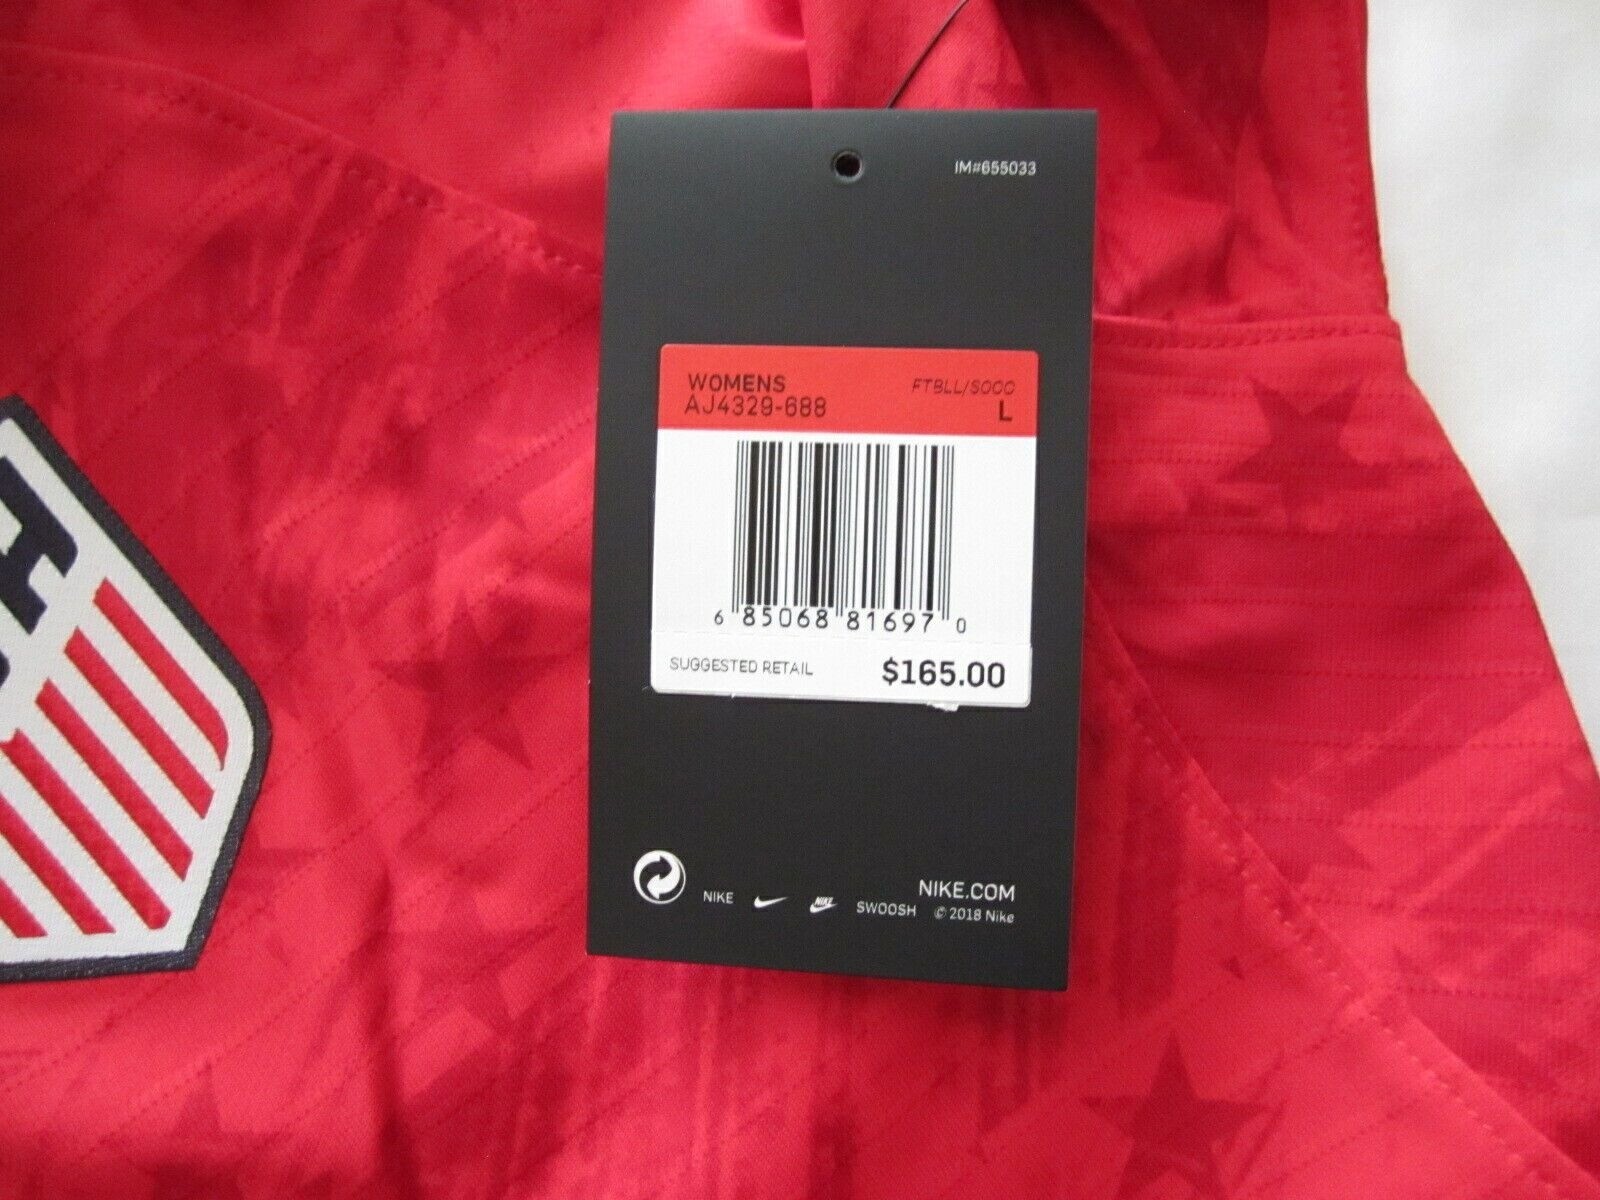 IM#655033
WOMENS FTBLL/SOCC
AJ4329-688 L
6 85068 81697 0
SUGGESTED RETAIL $165.00
NIKE.COM
NIKE NIKE SWOOSH © 2018 Nike